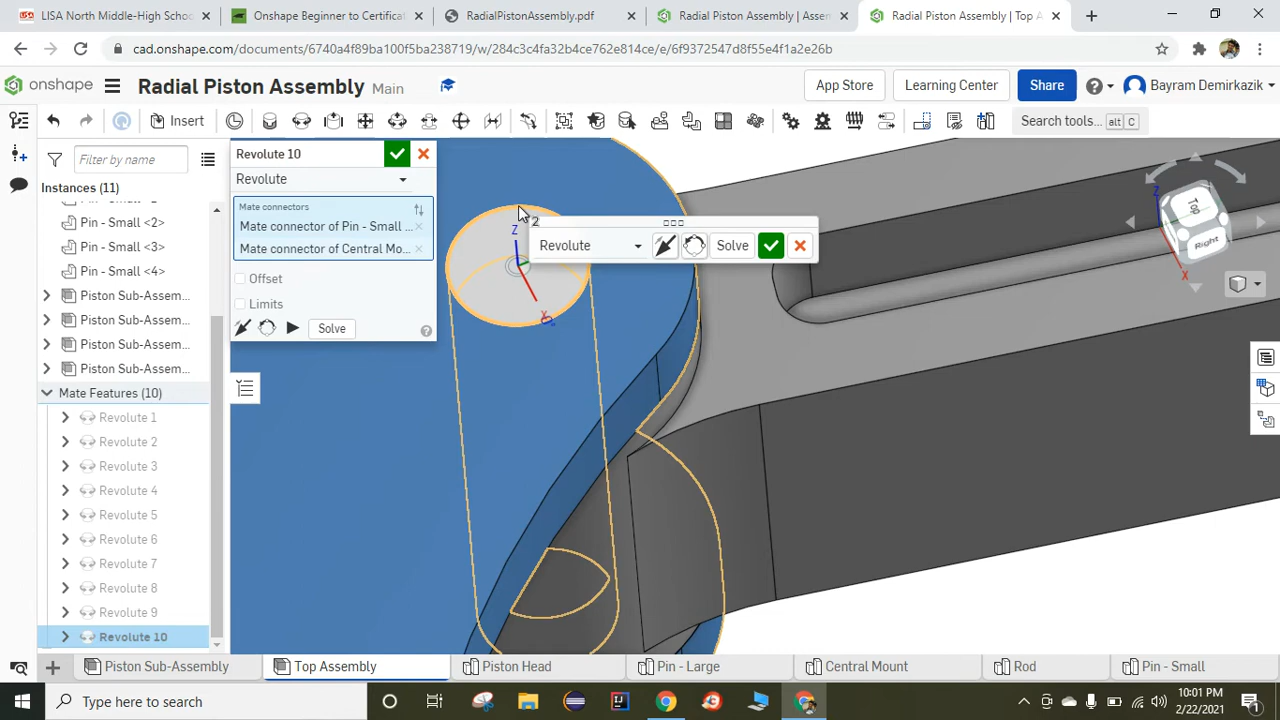 LISA North Middle-High Schoo
Onshape Beginner to Certificat
RadialPistonAssembly.pdf
Radial Piston Assembly | Assem
Radial Piston Assembly | Top A
cad.onshape.com/documents/6740a4f89ba100f5ba238719/w/284c3c4fa32b4ce762e814ce/e/6f9372547d8f55e4f1a2e26b
onshape
Radial Piston Assembly Main
App Store
Learning Center
Share
Bayram Demirkazik
Insert
Search tools... alt C
Filter by name
Instances (11)
Pin - Small <2>
Pin - Small <3>
Pin - Small <4>
Piston Sub-Assem...
Piston Sub-Assem...
Piston Sub-Assem...
Piston Sub-Assem...
Mate Features (10)
Revolute 1
Revolute 2
Revolute 3
Revolute 4
Revolute 5
Revolute 6
Revolute 7
Revolute 8
Revolute 9
Revolute 10
Revolute 10
Revolute
Mate connectors
Mate connector of Pin - Small ...
Mate connector of Central Mo...
Offset
Limits
Solve
2
Revolute
Solve
Z
X
Z
Top
Right
X
Piston Sub-Assembly
Top Assembly
Piston Head
Pin - Large
Central Mount
Rod
Pin - Small
Type here to search
10:01 PM
2/22/2021
1